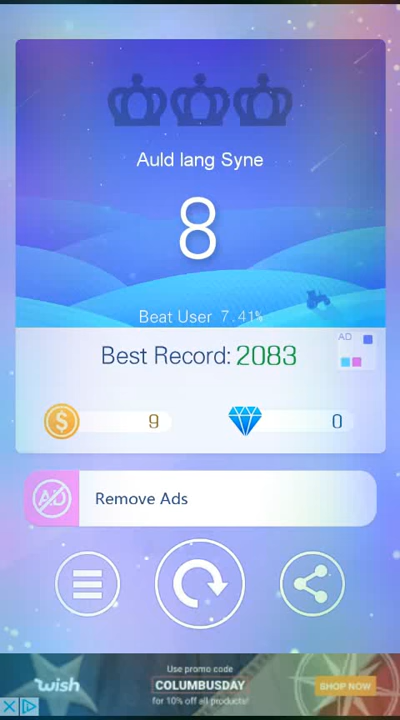 Auld lang Syne
8
Beat User 7.41%
Best Record: 2083
AD
9
0
AD
Remove Ads
wish
Use promo code
COLUMBUSDAY
for 10% off all products!
SHOP NOW